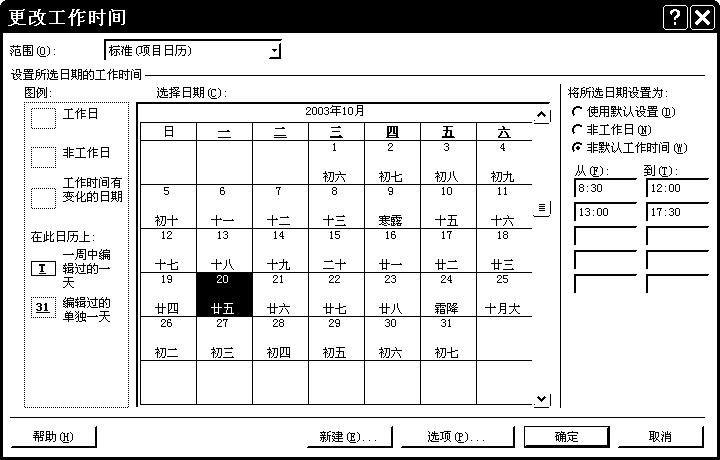 更改工作时间
范围(O):
标准(项目日历)
设置所选日期的工作时间
图例:
工作日
非工作日
工作时间有
变化的日期
在此日历上:
I 一周中编
辑过的一
天
31 编辑过的
单独一天
选择日期(C):
2003年10月
日 一 二 三 四 五 六
1 2 3 4
初六 初七 初八 初九
5 6 7 8 9 10 11
初十 十一 十二 十三 寒露 十五 十六
12 13 14 15 16 17 18
十七 十八 十九 二十 廿一 廿二 廿三
19 20 21 22 23 24 25
廿四 廿五 廿六 廿七 廿八 霜降 十月大
26 27 28 29 30 31
初二 初三 初四 初五 初六 初七
将所选日期设置为:
使用默认设置(D)
非工作日(N)
非默认工作时间(W)
从(F): 到(T):
8:30 12:00
13:00 17:30
帮助(H) 新建(E)... 选项(P)... 确定 取消